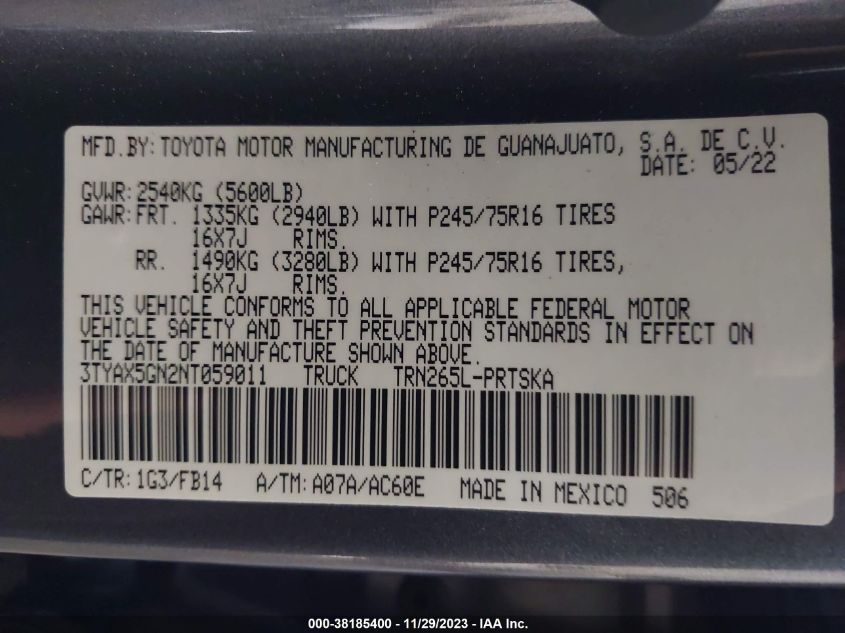 MFD.BY: TOYOTA MOTOR MANUFACTURING DE GUANAJUATO, S.A. DE C.V.
DATE: 05/22
GVWR: 2540KG (5600LB)
GAWR: FRT. 1335KG (2940LB) WITH P245/75R16 TIRES
16X7J RIMS.
RR. 1490KG (3280LB) WITH P245/75R16 TIRES,
16X7J RIMS.
THIS VEHICLE CONFORMS TO ALL APPLICABLE FEDERAL MOTOR
VEHICLE SAFETY AND THEFT PREVENTION STANDARDS IN EFFECT ON
THE DATE OF MANUFACTURE SHOWN ABOVE.
3TYAX5GN2NT059011 TRUCK TRN265L-PRTSKA
C/TR: 1G3/FB14 A/TM: A07A/AC60E MADE IN MEXICO 506
000-38185400 - 11/29/2023 - IAA Inc.